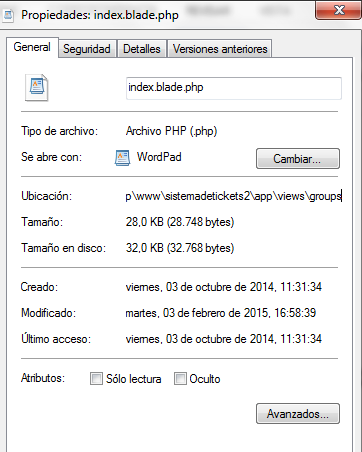 Propiedades: index.blade.php
General Seguridad Detalles Versiones anteriores
index.blade.php
Tipo de archivo: Archivo PHP (.php)
Se abre con: WordPad Cambiar...
Ubicación: p\www\sistemadetickets2\app\views\groups
Tamaño: 28,0 KB (28.748 bytes)
Tamaño en disco: 32,0 KB (32.768 bytes)
Creado: viernes, 03 de octubre de 2014, 11:31:34
Modificado: martes, 03 de febrero de 2015, 16:58:39
Último acceso: viernes, 03 de octubre de 2014, 11:31:34
Atributos: Sólo lectura Oculto
Avanzados...